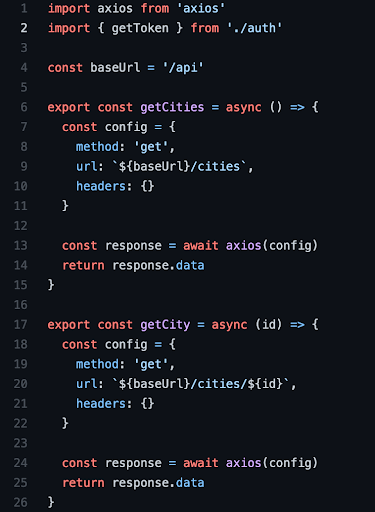 1 import axios from 'axios'
2 import { getToken } from './auth'
3
4 const baseUrl = '/api'
5
6 export const getCities = async () => {
7   const config = {
8     method: 'get',
9     url: `${baseUrl}/cities`,
10     headers: {}
11   }
12
13   const response = await axios(config)
14   return response.data
15 }
16
17 export const getCity = async (id) => {
18   const config = {
19     method: 'get',
20     url: `${baseUrl}/cities/${id}`,
21     headers: {}
22   }
23
24   const response = await axios(config)
25   return response.data
26 }